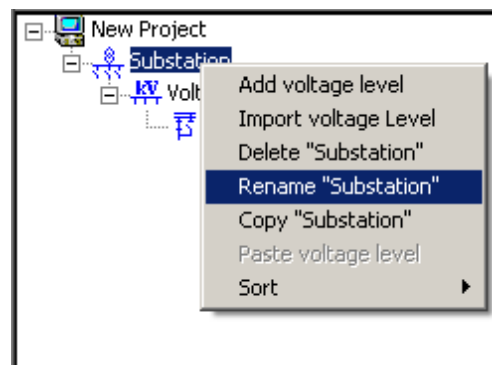 New Project
Substation
kV Volt
Add voltage level
Import voltage Level
Delete "Substation"
Rename "Substation"
Copy "Substation"
Paste voltage level
Sort